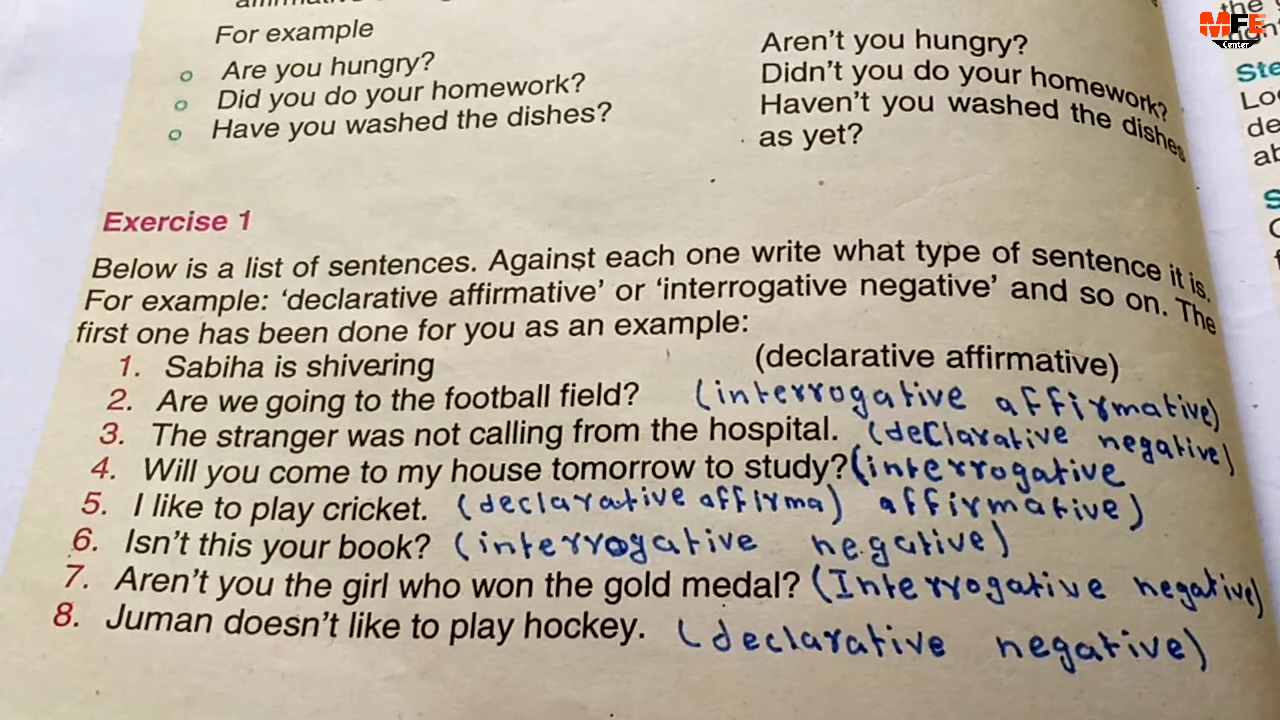 For example
Are you hungry? Aren't you hungry?
Did you do your homework? Didn't you do your homework?
Have you washed the dishes? Haven't you washed the dishes
as yet?
Exercise 1
Below is a list of sentences. Against each one write what type of sentence it is.
For example: 'declarative affirmative' or 'interrogative negative' and so on. The
first one has been done for you as an example:
1. Sabiha is shivering (declarative affirmative)
2. Are we going to the football field? (interrogative affirmative)
3. The stranger was not calling from the hospital. (declarative negative)
4. Will you come to my house tomorrow to study? (interrogative
affirmative)
5. I like to play cricket. (declarative affirma)
6. Isn't this your book? (interrogative negative)
7. Aren't you the girl who won the gold medal? (Interrogative negative)
8. Juman doesn't like to play hockey. (declarative negative)
MFE
Center
the
Ste